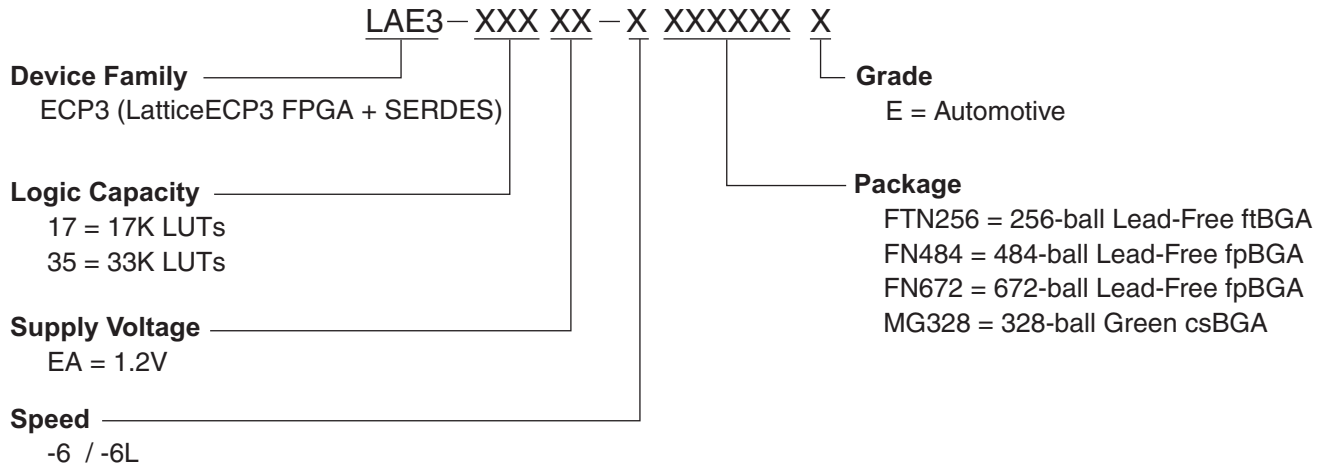 LAE3 – XXX XX – X XXXXXX X
Device Family
ECP3 (LatticeECP3 FPGA + SERDES)
Logic Capacity
17 = 17K LUTs
35 = 33K LUTs
Supply Voltage
EA = 1.2V
Speed
-6 / -6L
Grade
E = Automotive
Package
FTN256 = 256-ball Lead-Free ftBGA
FN484 = 484-ball Lead-Free fpBGA
FN672 = 672-ball Lead-Free fpBGA
MG328 = 328-ball Green csBGA